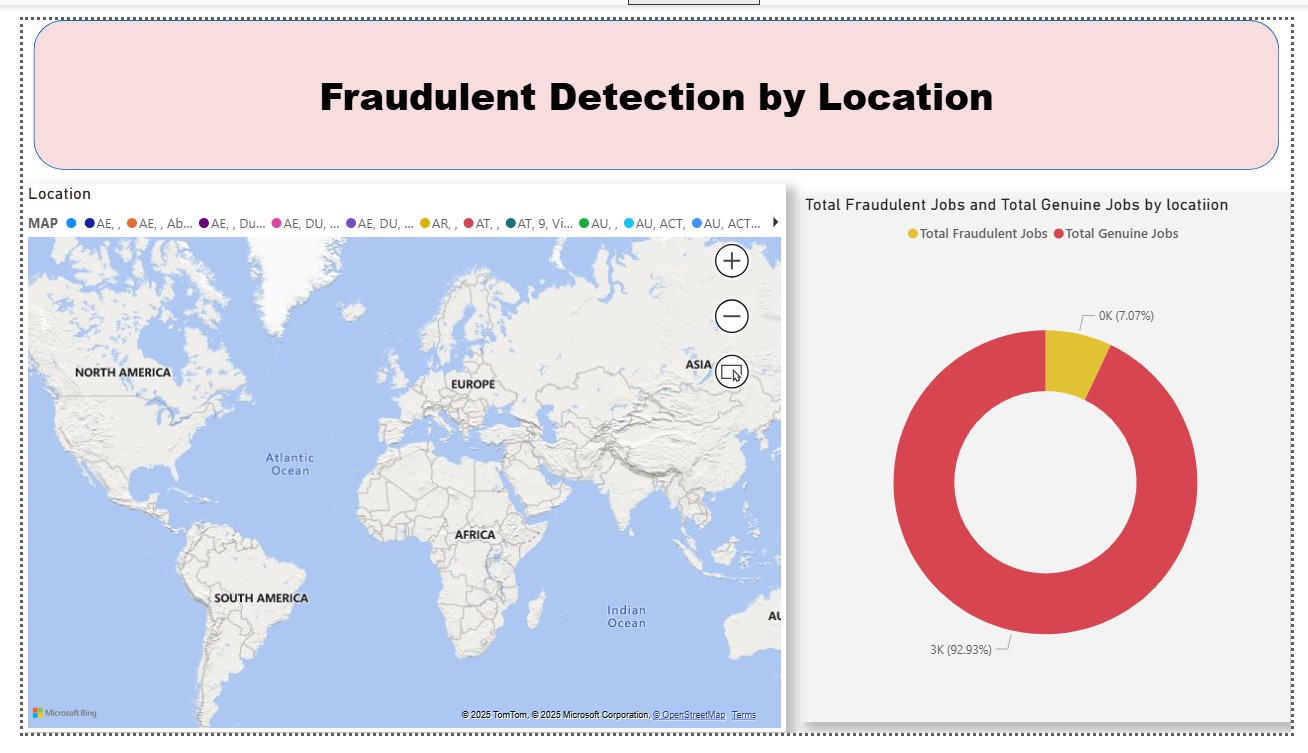 Fraudulent Detection by Location
Location
MAP AE, , AE, , Ab... AE, , Du... AE, DU, ... AE, DU, ... AR, , AT, , AT, 9, Vi... AU, , AU, ACT, AU, ACT...
NORTH AMERICA
EUROPE
ASIA
Atlantic
Ocean
AFRICA
SOUTH AMERICA
Indian
Ocean
AU
Microsoft Bing
© 2025 TomTom, © 2025 Microsoft Corporation, © OpenStreetMap Terms
Total Fraudulent Jobs and Total Genuine Jobs by locatiion
Total Fraudulent Jobs Total Genuine Jobs
0K (7.07%)
3K (92.93%)